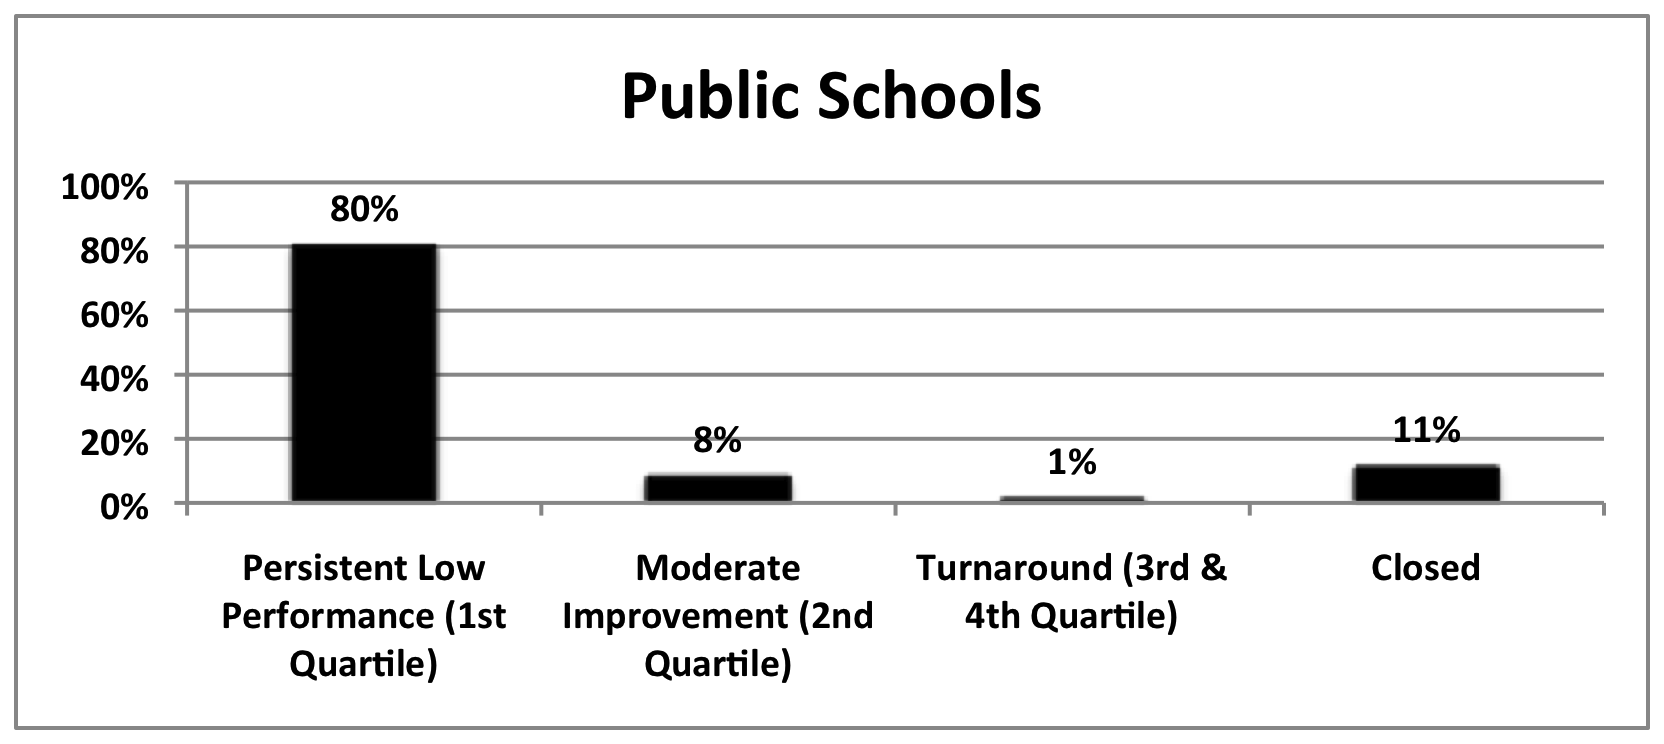 Public Schools
100%
80%
80%
60%
40%
20%
0%
8%
1%
11%
Persistent Low
Performance (1st
Quartile)
Moderate
Improvement (2nd
Quartile)
Turnaround (3rd &
4th Quartile)
Closed